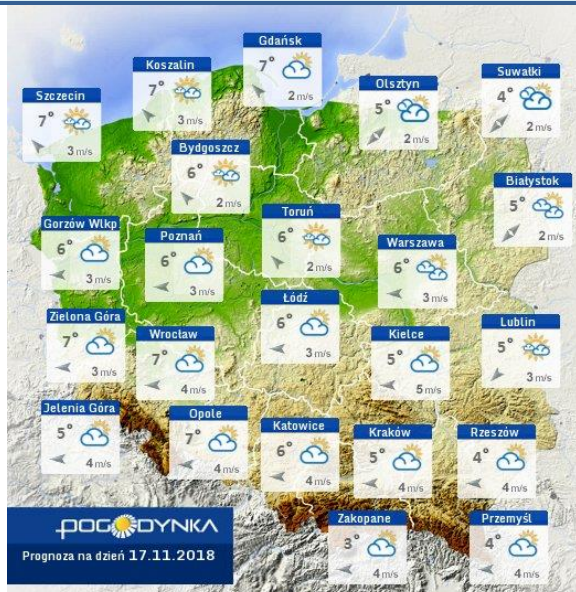 Gdańsk
7°
2 m/s
Koszalin
7°
3 m/s
Szczecin
7°
3 m/s
Olsztyn
5°
2 m/s
Suwałki
4°
2 m/s
Bydgoszcz
6°
2 m/s
Białystok
5°
2 m/s
Gorzów Wlkp.
6°
3 m/s
Poznań
6°
3 m/s
Toruń
6°
2 m/s
Warszawa
6°
3 m/s
Łódź
6°
3 m/s
Zielona Góra
7°
3 m/s
Wrocław
7°
4 m/s
Kielce
5°
5 m/s
Lublin
5°
3 m/s
Jelenia Góra
5°
4 m/s
Opole
7°
4 m/s
Katowice
6°
4 m/s
Kraków
5°
4 m/s
Rzeszów
4°
4 m/s
Zakopane
3°
4 m/s
Przemyśl
4°
4 m/s
POGODYNKA
Prognoza na dzień 17.11.2018